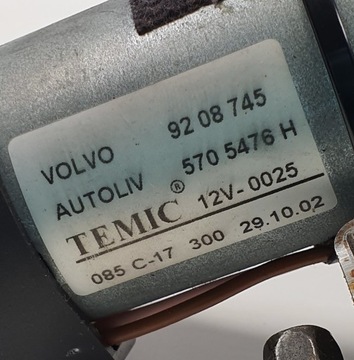 VOLVO 92 08 745
AUTOLIV 570 5476 H
TEMIC ® 12V-0025
085 C-17 300 29.10.02